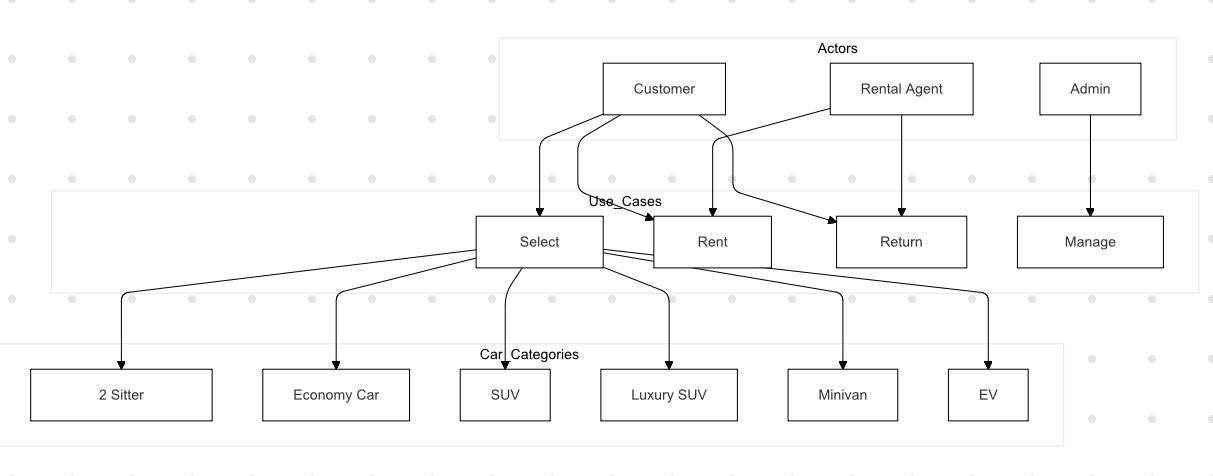 Actors
Customer
Rental Agent
Admin
Use_Cases
Select
Rent
Return
Manage
Car_Categories
2 Sitter
Economy Car
SUV
Luxury SUV
Minivan
EV